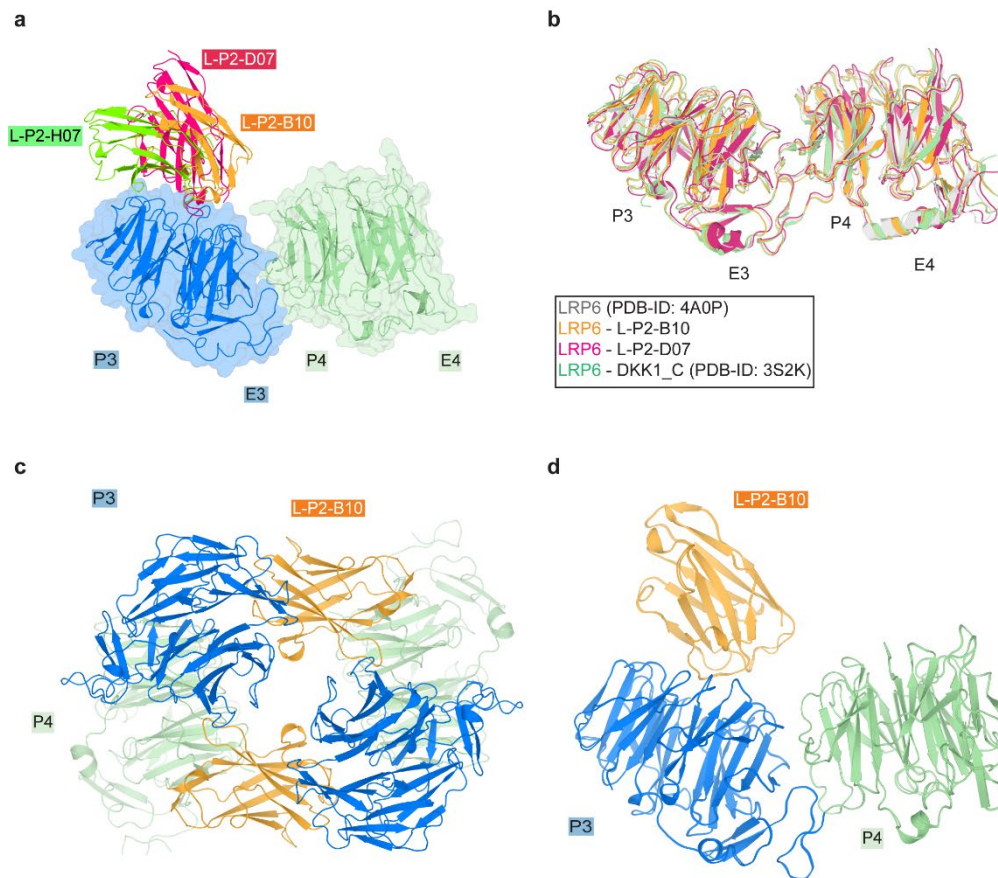 a
L-P2-D07
L-P2-H07
L-P2-B10
P3
P4
E4
E3
b
P3
P4
E3
E4
LRP6 (PDB-ID: 4A0P)
LRP6 - L-P2-B10
LRP6 - L-P2-D07
LRP6 - DKK1_C (PDB-ID: 3S2K)
c
P3
L-P2-B10
P4
d
L-P2-B10
P3
P4